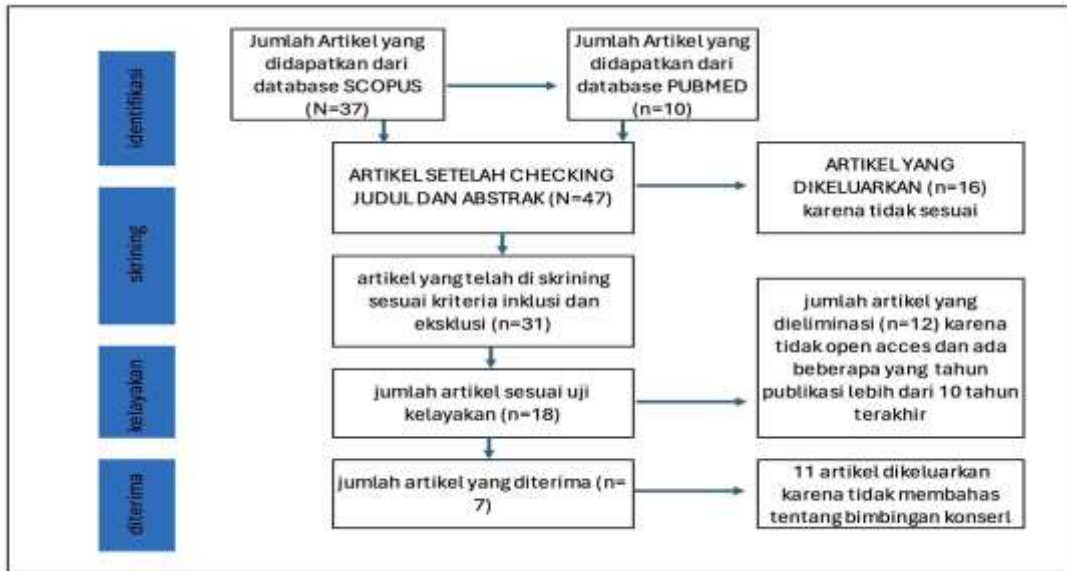 identifikasi
Jumlah Artikel yang
didapatkan dari
database SCOPUS
(N=37)
Jumlah Artikel yang
didapatkan dari
database PUBMED
(n=10)
skrining
ARTIKEL SETELAH CHECKING
JUDUL DAN ABSTRAK (N=47)
ARTIKEL YANG
DIKELUARKAN (n=16)
karena tidak sesuai
artikel yang telah di skrining
sesuai kriteria inklusi dan
eksklusi (n=31)
kelayakan
jumlah artikel sesuai uji
kelayakan (n=18)
jumlah artikel yang
dieliminasi (n=12) karena
tidak open acces dan ada
beberapa yang tahun
publikasi lebih dari 10 tahun
terakhir
diterima
jumlah artikel yang diterima (n=
7)
11 artikel dikeluarkan
karena tidak membahas
tentang bimbingan konserl